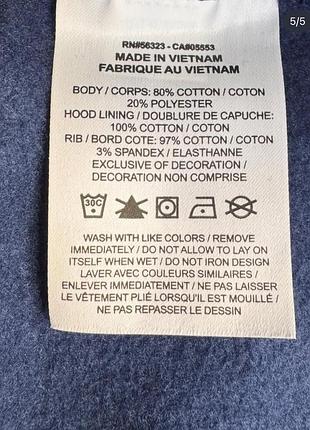 5/5
RN#56323 - CA#05553
MADE IN VIETNAM
FABRIQUE AU VIETNAM
BODY / CORPS: 80% COTTON / COTON
20% POLYESTER
HOOD LINING / DOUBLURE DE CAPUCHE:
100% COTTON / COTON
RIB / BORD COTE: 97% COTTON / COTON
3% SPANDEX / ELASTHANNE
EXCLUSIVE OF DECORATION /
DECORATION NON COMPRISE
30C
WASH WITH LIKE COLORS / REMOVE
IMMEDIATELY / DO NOT ALLOW TO LAY ON
ITSELF WHEN WET / DO NOT IRON DESIGN
LAVER AVEC COULEURS SIMILAIRES /
ENLEVER IMMEDIATEMENT / NE PAS LAISSER
LE VÊTEMENT PLIÉ LORSQU'IL EST MOUILLÉ /
NE PAS REPASSER LE DESSIN